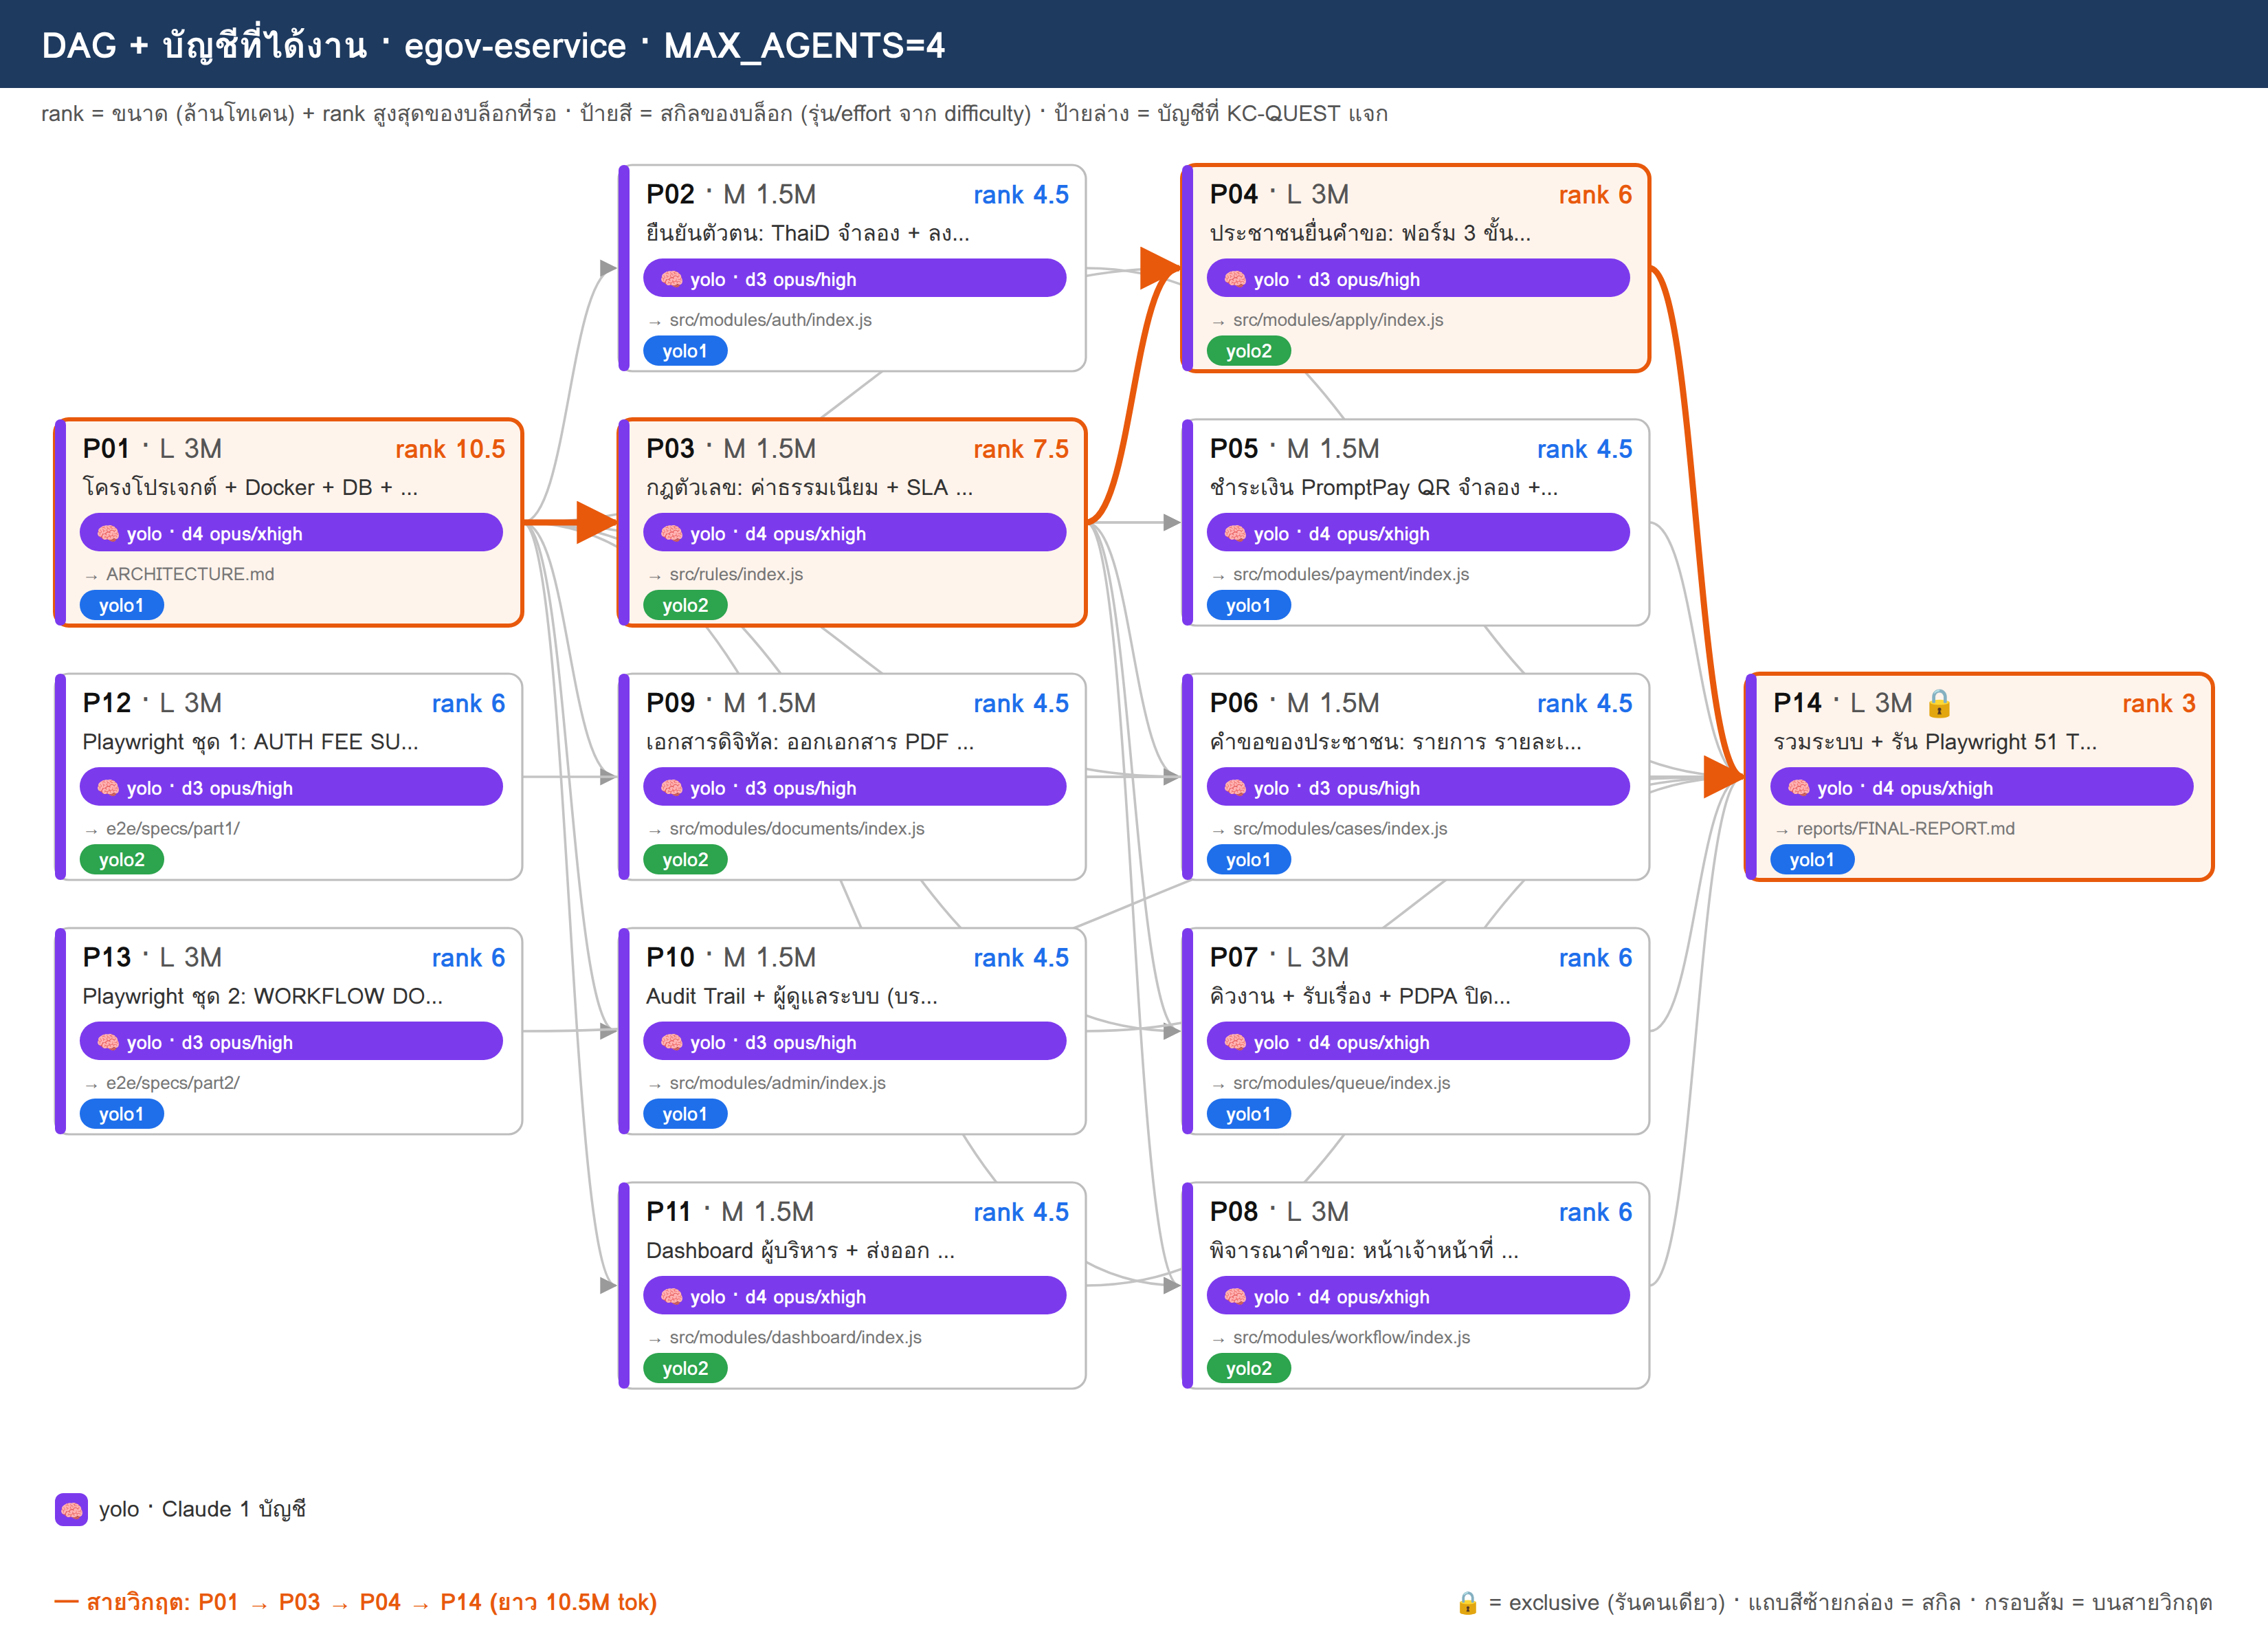 DAG + บัญชีที่ได้งาน · egov-eservice · MAX_AGENTS=4
rank = ขนาด (ล้านโทเคน) + rank สูงสุดของบล็อกที่รอ · ป้ายสี = สกิลของบล็อก (รุ่น/effort จาก difficulty) · ป้ายล่าง = บัญชีที่ KC-QUEST แจก
P01 · L 3M rank 10.5
โครงโปรเจกต์ + Docker + DB + ...
🧠 yolo · d4 opus/xhigh
→ ARCHITECTURE.md
yolo1
P12 · L 3M rank 6
Playwright ชุด 1: AUTH FEE SU...
🧠 yolo · d3 opus/high
→ e2e/specs/part1/
yolo2
P13 · L 3M rank 6
Playwright ชุด 2: WORKFLOW DO...
🧠 yolo · d3 opus/high
→ e2e/specs/part2/
yolo1
P02 · M 1.5M rank 4.5
ยืนยันตัวตน: ThaiD จำลอง + ลง...
🧠 yolo · d3 opus/high
→ src/modules/auth/index.js
yolo1
P03 · M 1.5M rank 7.5
กฎตัวเลข: ค่าธรรมเนียม + SLA ...
🧠 yolo · d4 opus/xhigh
→ src/rules/index.js
yolo2
P09 · M 1.5M rank 4.5
เอกสารดิจิทัล: ออกเอกสาร PDF ...
🧠 yolo · d3 opus/high
→ src/modules/documents/index.js
yolo2
P10 · M 1.5M rank 4.5
Audit Trail + ผู้ดูแลระบบ (บร...
🧠 yolo · d3 opus/high
→ src/modules/admin/index.js
yolo1
P11 · M 1.5M rank 4.5
Dashboard ผู้บริหาร + ส่งออก ...
🧠 yolo · d4 opus/xhigh
→ src/modules/dashboard/index.js
yolo2
P04 · L 3M rank 6
ประชาชนยื่นคำขอ: ฟอร์ม 3 ขั้น...
🧠 yolo · d3 opus/high
→ src/modules/apply/index.js
yolo2
P05 · M 1.5M rank 4.5
ชำระเงิน PromptPay QR จำลอง +...
🧠 yolo · d4 opus/xhigh
→ src/modules/payment/index.js
yolo1
P06 · M 1.5M rank 4.5
คำขอของประชาชน: รายการ รายละเ...
🧠 yolo · d3 opus/high
→ src/modules/cases/index.js
yolo1
P07 · L 3M rank 6
คิวงาน + รับเรื่อง + PDPA ปิด...
🧠 yolo · d4 opus/xhigh
→ src/modules/queue/index.js
yolo1
P08 · L 3M rank 6
พิจารณาคำขอ: หน้าเจ้าหน้าที่ ...
🧠 yolo · d4 opus/xhigh
→ src/modules/workflow/index.js
yolo2
P14 · L 3M 🔒 rank 3
รวมระบบ + รัน Playwright 51 T...
🧠 yolo · d4 opus/xhigh
→ reports/FINAL-REPORT.md
yolo1
🧠 yolo · Claude 1 บัญชี
— สายวิกฤต: P01 → P03 → P04 → P14 (ยาว 10.5M tok)
🔒 = exclusive (รันคนเดียว) · แถบสีซ้ายกล่อง = สกิล · กรอบส้ม = บนสายวิกฤต